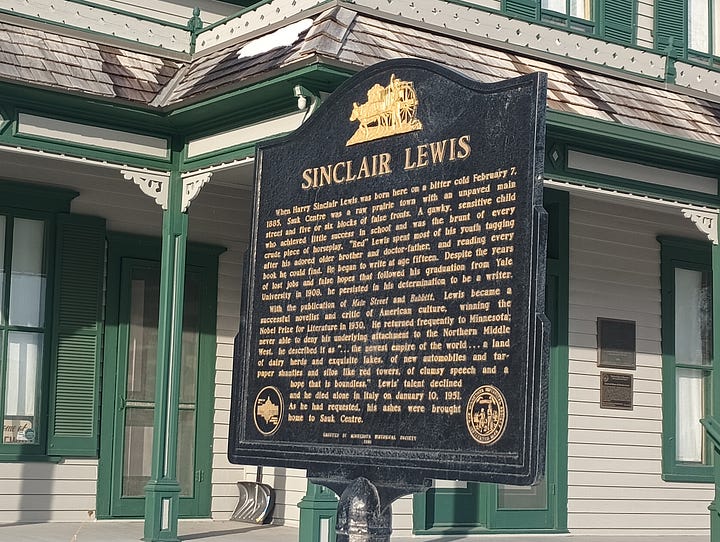 SINCLAIR LEWIS
When Harry Sinclair Lewis was born here on a bitter cold February 7,
1885, Sauk Centre was a raw prairie town with an unpaved main
street and five or six blocks of false fronts. A gawky, sensitive child
who achieved little success in school and was the brunt of every
crude piece of horseplay, "Red" Lewis spent most of his youth tagging
after his adored older brother and doctor-father, and reading every
book he could find. He began to write at age fifteen. Despite the years
of lost jobs and false hopes that followed his graduation from Yale
University in 1908, he persisted in his determination to be a writer.
With the publication of Main Street and Babbitt, Lewis became a
successful novelist and critic of American culture, winning the
Nobel Prize for Literature in 1930. He returned frequently to Minnesota,
never able to deny his underlying attachment to the Northern Middle
West. he described it as "... the newest empire of the world ... a land
of dairy herds and exquisite lakes, of new automobiles and tar-
paper shanties and silos like red towers, of clumsy speech and a
hope that is boundless." Lewis' talent declined
and he died alone in Italy on January 10, 1951.
As he had requested, his ashes were brought
home to Sauk Centre.
ERECTED BY MINNESOTA HISTORICAL SOCIETY